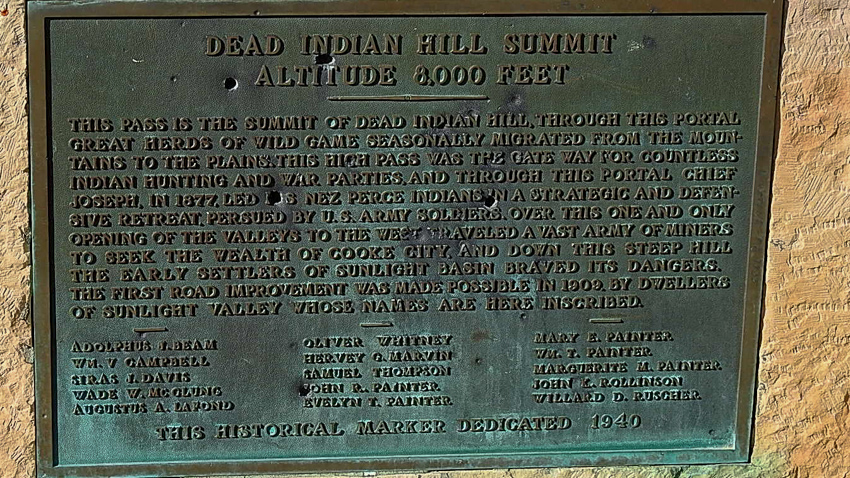 DEAD INDIAN HILL SUMMIT
ALTITUDE 8,000 FEET
THIS PASS IS THE SUMMIT OF DEAD INDIAN HILL, THROUGH THIS PORTAL
GREAT HERDS OF WILD GAME SEASONALLY MIGRATED FROM THE MOUN-
TAINS TO THE PLAINS. THIS HIGH PASS WAS THE GATE WAY FOR COUNTLESS
INDIAN HUNTING AND WAR PARTIES, AND THROUGH THIS PORTAL CHIEF
JOSEPH, IN 1877, LED HIS NEZ PERCE INDIANS IN A STRATEGIC AND DEFEN-
SIVE RETREAT PERSUED BY U.S. ARMY SOLDIERS. OVER THIS ONE AND ONLY
OPENING OF THE VALLEYS TO THE WEST TRAVELED A VAST ARMY OF MINERS
TO SEEK THE WEALTH OF COOKE CITY, AND DOWN THIS STEEP HILL
THE EARLY SETTLERS OF SUNLIGHT BASIN BRAVED ITS DANGERS.
THE FIRST ROAD IMPROVEMENT WAS MADE POSSIBLE IN 1909, BY DWELLERS
OF SUNLIGHT VALLEY WHOSE NAMES ARE HERE INSCRIBED.
ADOLPHUS J. BEAM
WM. V CAMPBELL
SIRAS J. DAVIS
WADE W. MC CLUNG
AUGUSTUS A. LAFOND
OLIVER WHITNEY
HERVEY G. MARVIN
SAMUEL THOMPSON
JOHN R. PAINTER
EVELYN T. PAINTER
MARY E. PAINTER
WM. T. PAINTER
MARGUERITE M. PAINTER
JOHN K. ROLLINSON
WILLARD D. RUSCHER
THIS HISTORICAL MARKER DEDICATED 1940